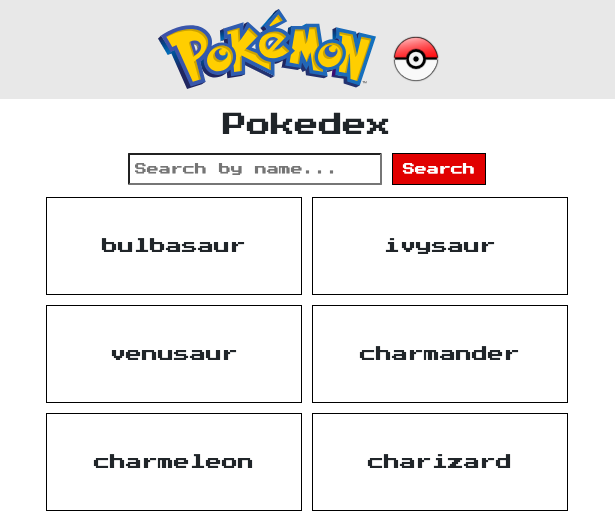 Pokémon
Pokedex
Search by name...
Search
bulbasaur
ivysaur
venusaur
charmander
charmeleon
charizard